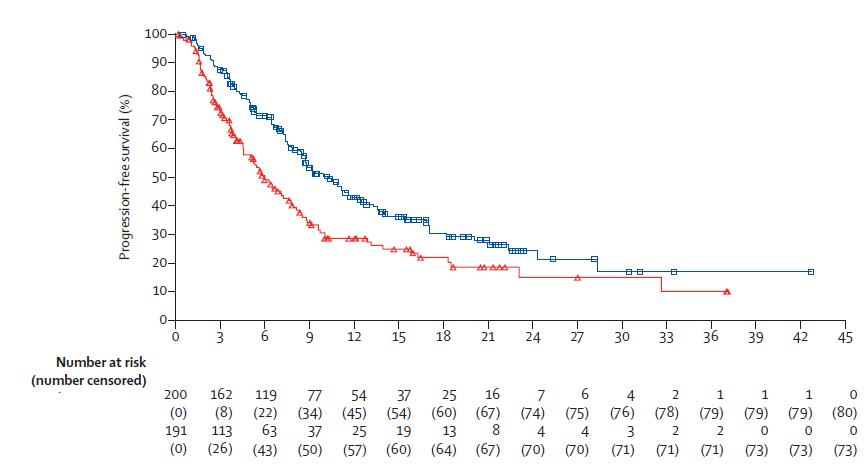 Progression-free survival (%)
100
90
80
70
60
50
40
30
20
10
0
0 3 6 9 12 15 18 21 24 27 30 33 36 39 42 45
Number at risk
(number censored)
200 162 119 77 54 37 25 16 7 6 4 2 1 1 1 0
(0) (8) (22) (34) (45) (54) (60) (67) (74) (75) (76) (78) (79) (79) (79) (80)
191 113 63 37 25 19 13 8 4 4 3 2 2 0 0 0
(0) (26) (43) (50) (57) (60) (64) (67) (70) (70) (71) (71) (71) (73) (73) (73)